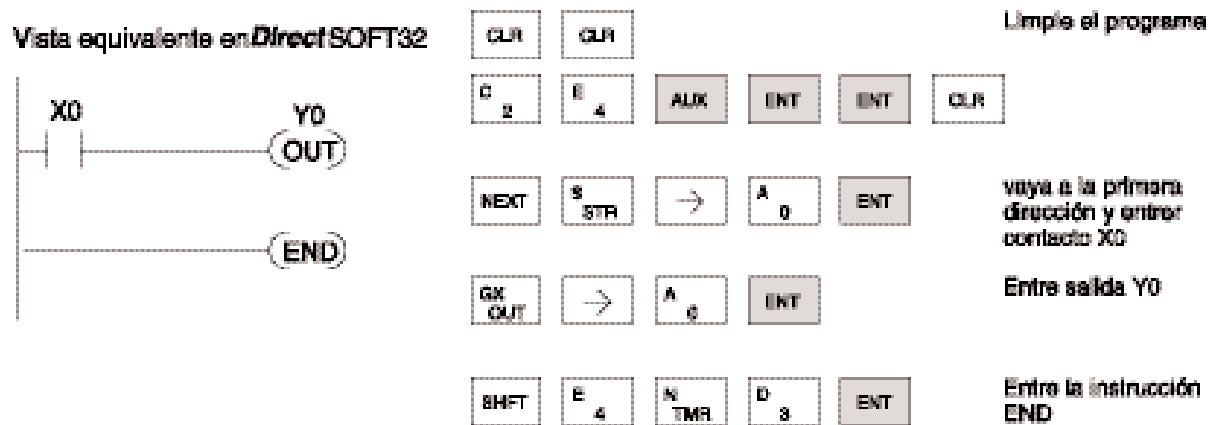 Vista equivalente en DirectSOFT32
CLR CLR
Limpie el programa
C 2 E 4 AUX ENT ENT CLR
X0 Y0
OUT
NEXT S STR → A 0 ENT
vaya a la primera
dirección y entrar
contacto X0
END
GX OUT → A 0 ENT
Entre salida Y0
SHFT E 4 N TMR D 3 ENT
Entre la instrucción
END